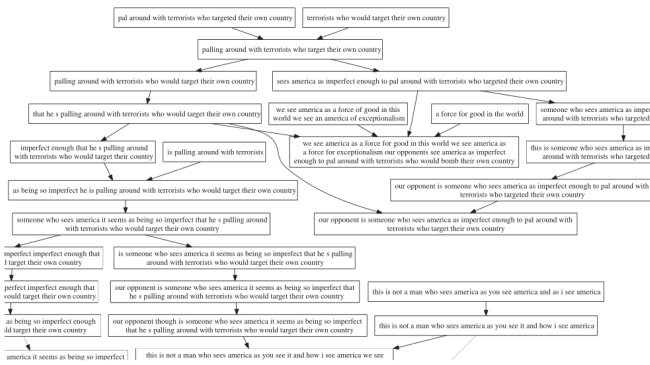 pal around with terrorists who targeted their own country
terrorists who would target their country
palling around with terrorists who target their own country
palling around with terrorists who would target their own country
sees america as imperfect enough to pal around with terrorists who targeted their own country
that he s palling around with terrorists who would target their own country
we see america as a force of good in this
world we see an america of exceptionalism
a force for good in the world
someone who sees america as
around with terrorists who targeted
imperfect enough that he s palling around
with terrorists who would target their own country
is palling around with terrorists
we see america as a force for good in this world we see america as
a force for exceptionalism our opponents see america as imperfect
enough to pal around with terrorists who would bomb their own country
this is someone who sees america as
around with terrorists who targeted
as being so imperfect he is palling around with terrorists who would target their own country
our opponent is someone who sees america as imperfect enough to pal around with
terrorists who targeted their own country
someone who sees america it seems as being so imperfect that he s palling around
with terrorists who would target their own country
our opponent is someone who sees america as imperfect enough to pal around with
terrorists who target their own country
imperfect enough that
target their own country
is someone who sees america it seems as being so imperfect that he s palling
around with terrorists who would target their own country
imperfect enough that
would target their own country
our opponent is someone who sees america it seems as being so imperfect that
he s palling around with terrorists who would target their own country
this is not a man who sees america as you see america and as i see america
as being so imperfect enough
target their own country
our opponent though is someone who sees america it seems as being so imperfect
that he s palling around with terrorists who would target their own country
this is not a man who sees america as you see it and how i see america
america it seems as being so imperfect
this is not a man who sees america as you see it and how i see america we see